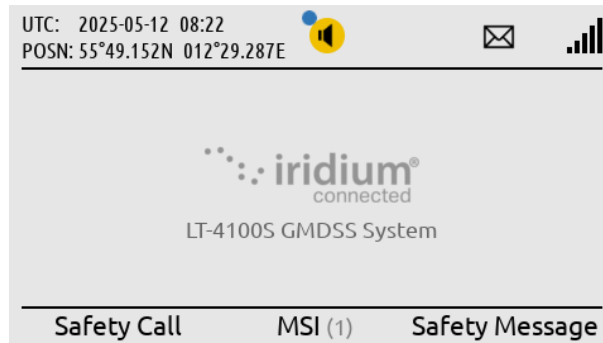 UTC: 2025-05-12 08:22
POSN: 55°49.152N 012°29.287E
iridium®
connected
LT-4100S GMDSS System
Safety Call MSI (1) Safety Message